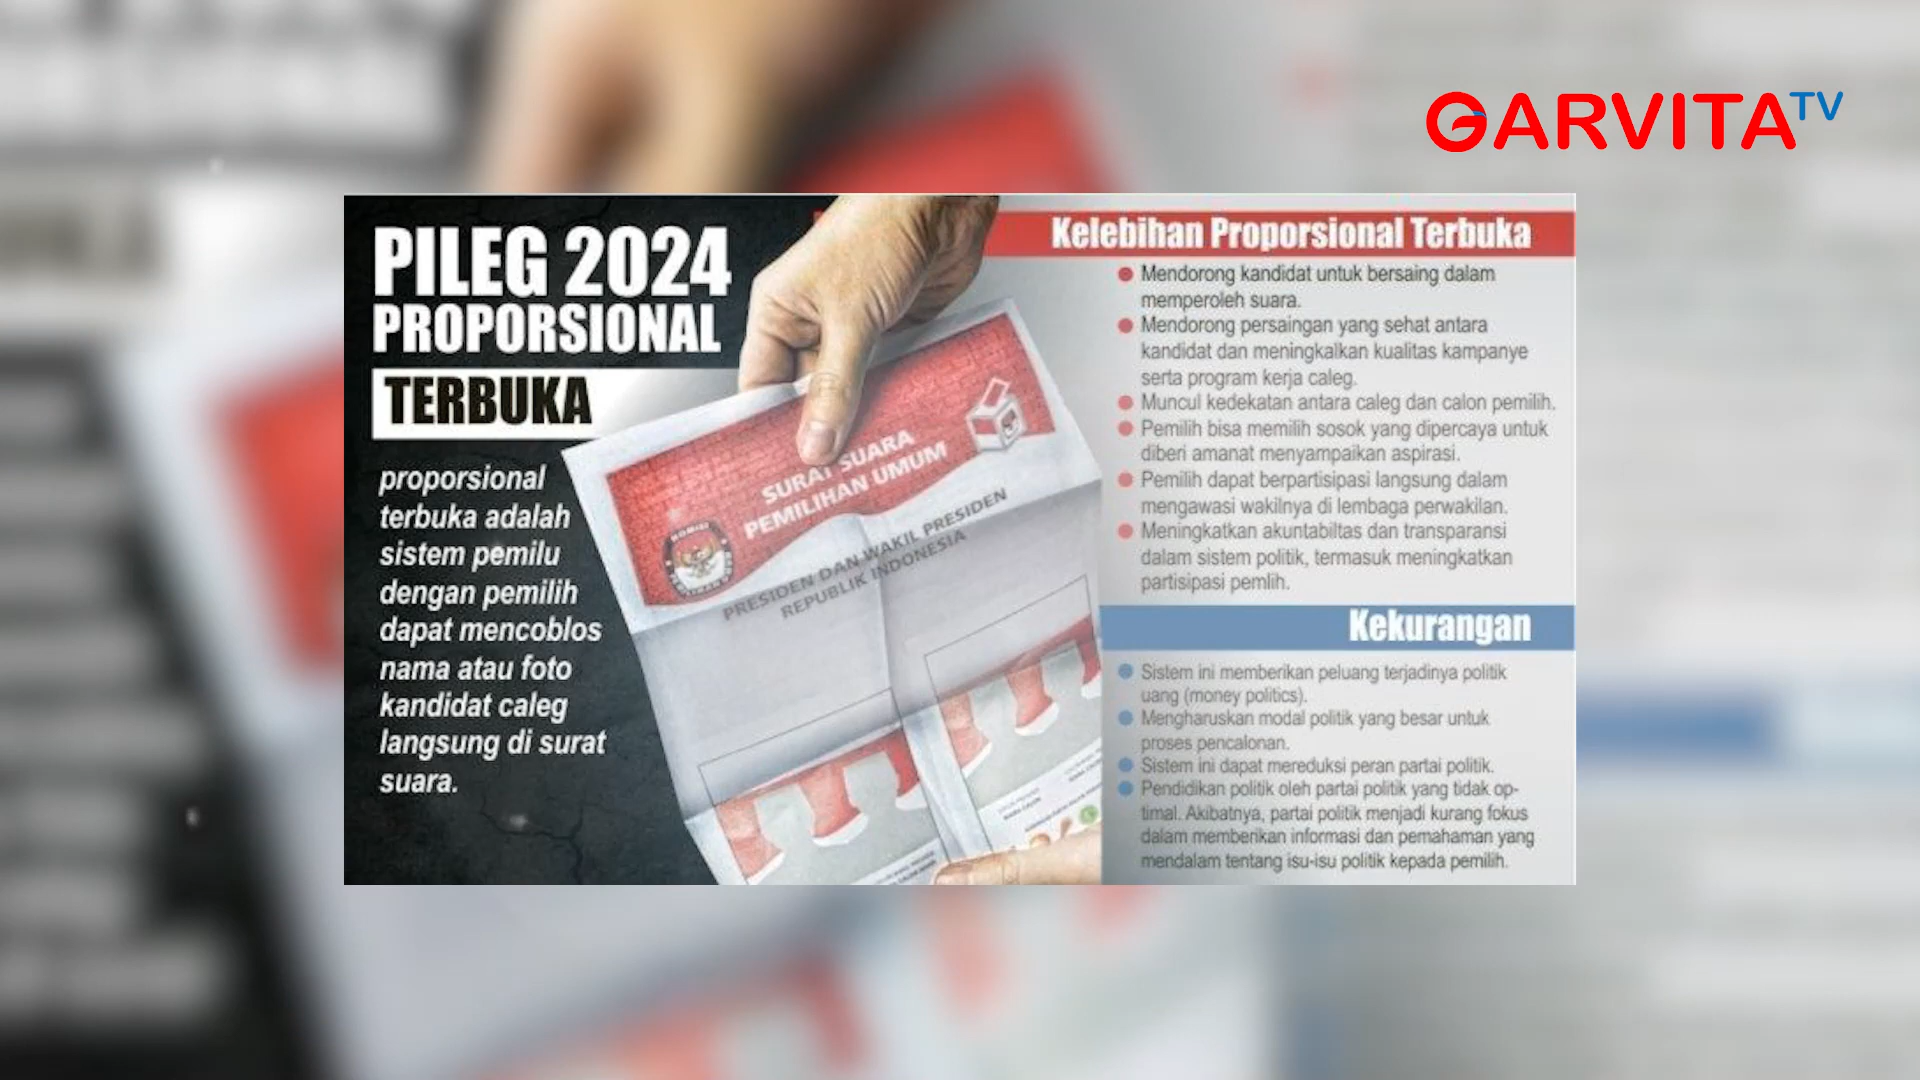 GARVITATV
PILEG 2024
PROPORSIONAL
TERBUKA
proporsional
terbuka adalah
sistem pemilu
dengan pemilih
dapat mencoblos
nama atau foto
kandidat caleg
langsung di surat
suara.
SURAT SUARA
PEMILIHAN UMUM
PRESIDEN DAN WAKIL PRESIDEN
REPUBLIK INDONESIA
Kelebihan Proporsional Terbuka
Mendorong kandidat untuk bersaing dalam
memperoleh suara.
Mendorong persaingan yang sehat antara
kandidat dan meningkalkan kualitas kampanye
serta program kerja caleg.
Muncul kedekatan antara caleg dan calon pemilih.
Pemilih bisa memilih sosok yang dipercaya untuk
diberi amanat menyampaikan aspirasi.
Pemilih dapat berpartisipasi langsung dalam
mengawasi wakilnya di lembaga perwakilan.
Meningkatkan akuntabiltas dan transparansi
dalam sistem politik, termasuk meningkatkan
partisipasi pemlih.
Kekurangan
Sistem ini memberikan peluang terjadinya politik
uang (money politics).
Mengharuskan modal politik yang besar untuk
proses pencalonan.
Sistem ini dapat mereduksi peran partai politik.
Pendidikan politik oleh partai politik yang tidak op-
timal. Akibatnya, partai politik menjadi kurang fokus
dalam memberikan informasi dan pemahaman yang
mendalam tentang isu-isu politik kepada pemilih.